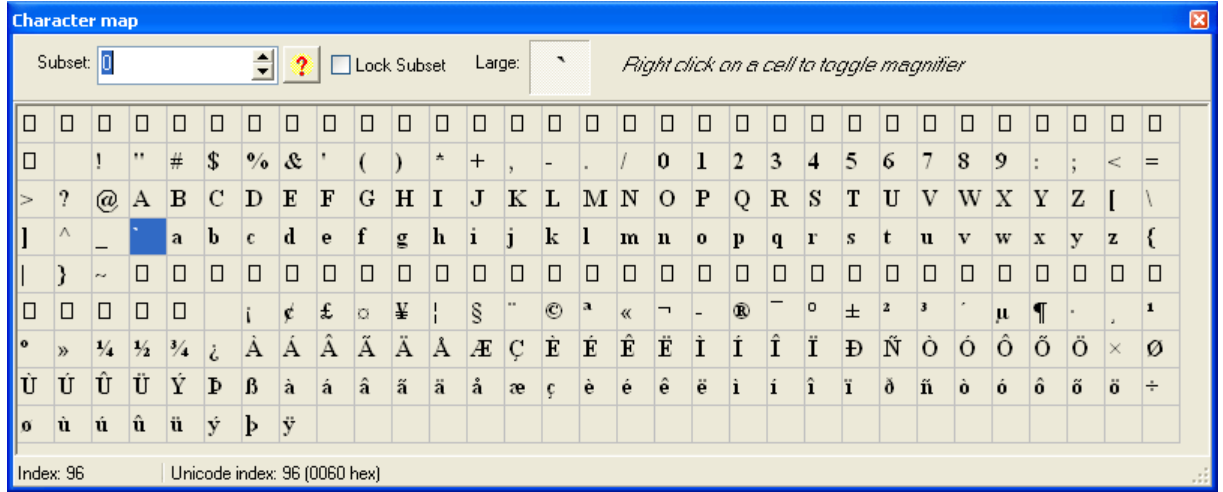 Character map
Subset: 0 ? Lock Subset Large: ` Right click on a cell to toggle magnifier
□ □ □ □ □ □ □ □ □ □ □ □ □ □ □ □ □ □ □ □ □ □ □ □ □ □ □ □ □ □ □
□ ! " # $ % & ' ( ) * + , - . / 0 1 2 3 4 5 6 7 8 9 : ; < =
> ? @ A B C D E F G H I J K L M N O P Q R S T U V W X Y Z [ \
] ^ _ ` a b c d e f g h i j k l m n o p q r s t u v w x y z {
| } ~ □ □ □ □ □ □ □ □ □ □ □ □ □ □ □ □ □ □ □ □ □ □ □ □ □ □ □ □
□ □ □ □ □ ¡ ¢ £ ¤ ¥ ¦ § ¨ © ª « ¬ - ® ¯ ° ± ² ³ ´ µ ¶ · ¸ ¹
º » ¼ ½ ¾ ¿ À Á Â Ã Ä Å Æ Ç È É Ê Ë Ì Í Î Ï Ð Ñ Ò Ó Ô Õ Ö × Ø
Ù Ú Û Ü Ý Þ ß à á â ã ä å æ ç è é ê ë ì í î ï ð ñ ò ó ô õ ö ÷
ø ù ú û ü ý þ ÿ
Index: 96 Unicode index: 96 (0060 hex)